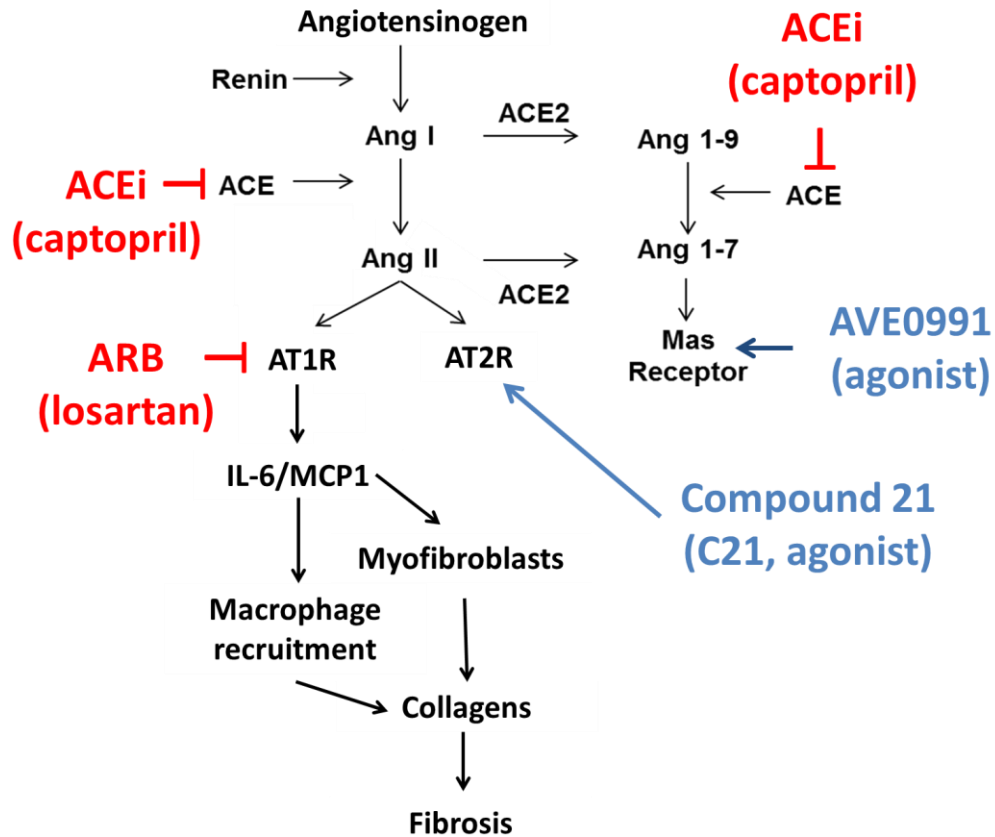 Angiotensinogen
ACEi
(captopril)
Renin
ACE2
Ang I
Ang 1-9
ACEi
(captopril)
ACE
ACE
Ang II
ACE2
Ang 1-7
ARB
(losartan)
AT1R
AT2R
Mas
Receptor
AVE0991
(agonist)
IL-6/MCP1
Compound 21
(C21, agonist)
Myofibroblasts
Macrophage
recruitment
Collagens
Fibrosis